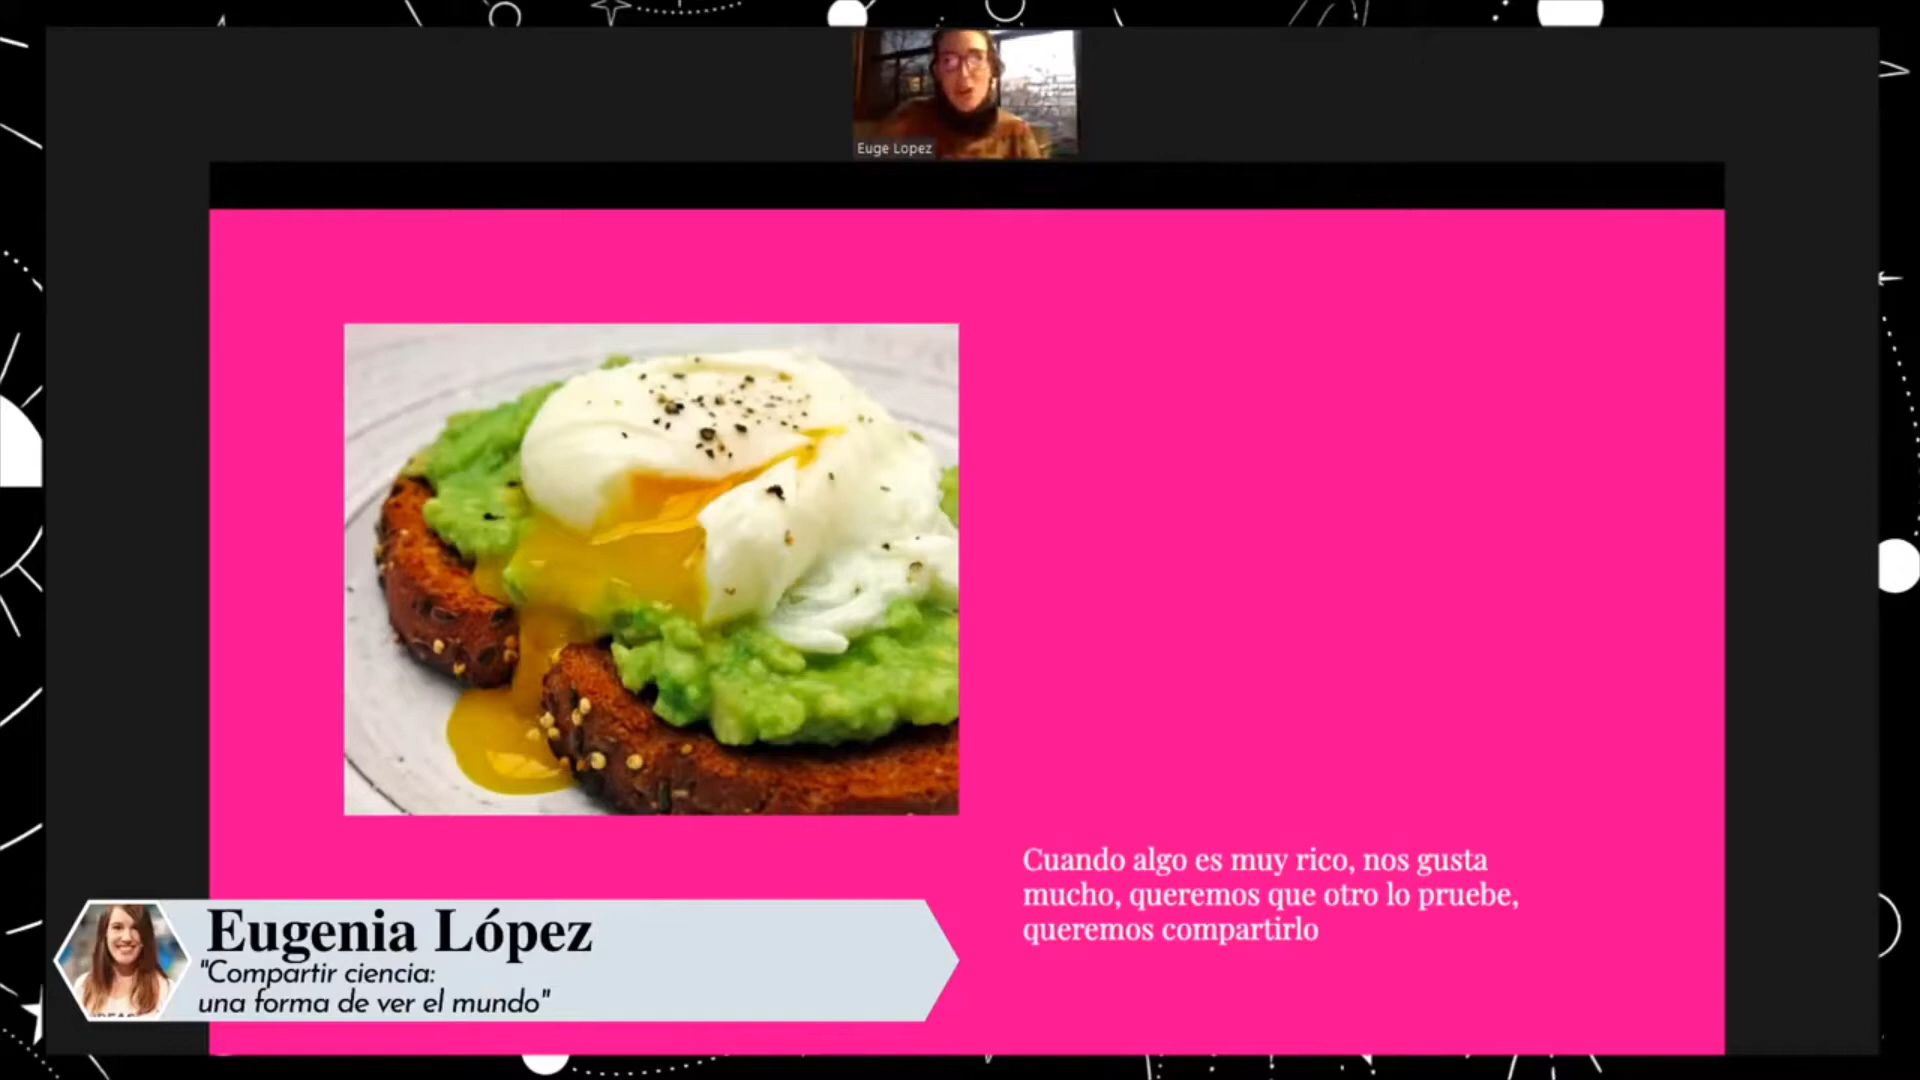 Euge Lopez
Cuando algo es muy rico, nos gusta
mucho, queremos que otro lo pruebe,
queremos compartirlo
Eugenia López
"Compartir ciencia:
una forma de ver el mundo"